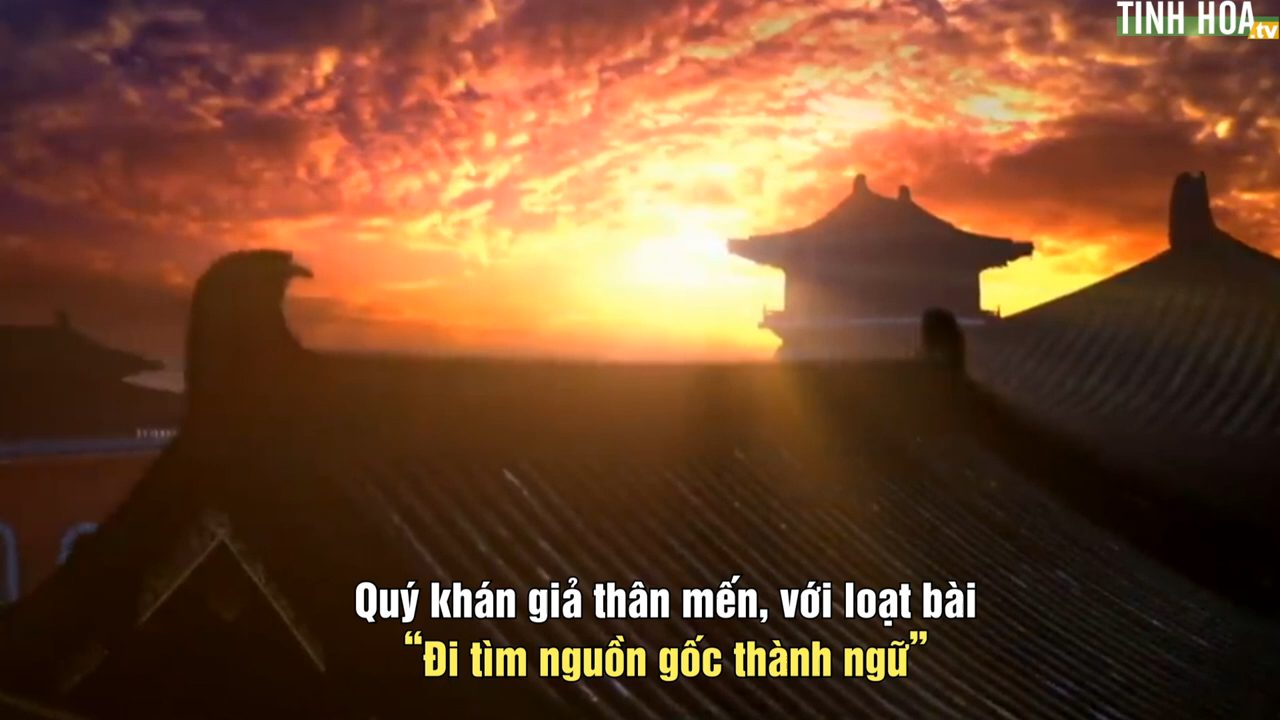 TINH HOA
.tv
Quý khán giả thân mến, với loạt bài
“Đi tìm nguồn gốc thành ngữ”